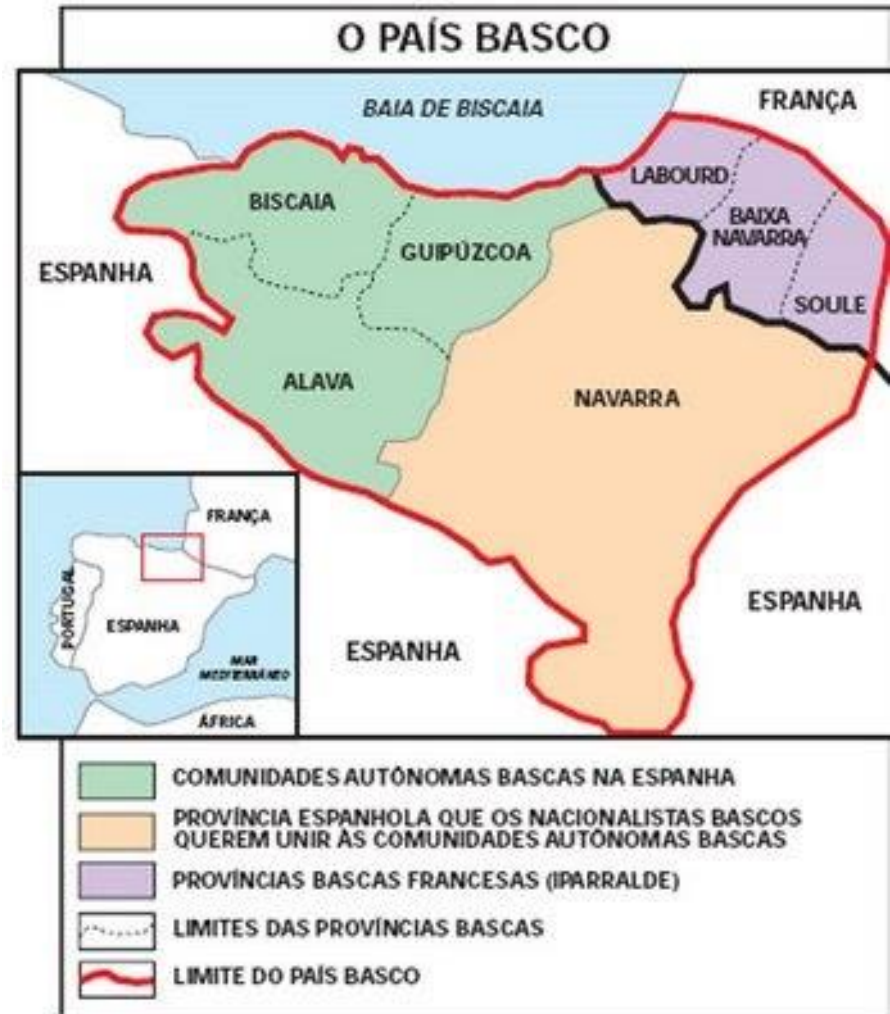 O PAÍS BASCO
BAIA DE BISCAIA
FRANÇA
LABOURD
BISCAIA
BAIXA
NAVARRA
GUIPÚZCOA
ESPANHA
SOULE
ALAVA
NAVARRA
FRANÇA
PORTUGAL
ESPANHA
MAR
MEDITERRÂNEO
ÁFRICA
ESPANHA
ESPANHA
COMUNIDADES AUTÔNOMAS BASCAS NA ESPANHA
PROVÍNCIA ESPANHOLA QUE OS NACIONALISTAS BASCOS
QUEREM UNIR ÀS COMUNIDADES AUTÔNOMAS BASCAS
PROVÍNCIAS BASCAS FRANCESAS (IPARRALDE)
LIMITES DAS PROVÍNCIAS BASCAS
LIMITE DO PAÍS BASCO